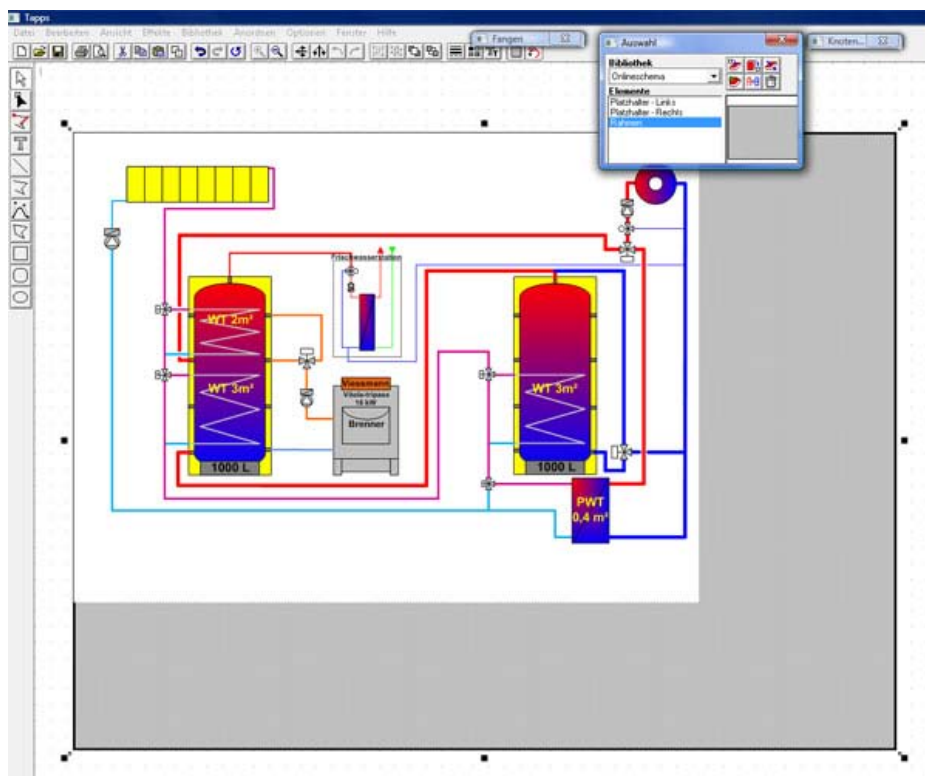 Tapps
Datei Bearbeiten Ansicht Effekte Bibliothek Anordnen Optionen Fenster Hilfe
Fangen
Auswahl
Knoten...
Bibliothek
Onlineschema
Elemente
Platzhalter - Links
Platzhalter - Rechts
Rahmen
Frischwasserstation
WT 2m²
WT 3m²
1000 L
Viessmann
Vitola-tripass
18 kW
Brenner
WT 3m²
1000 L
PWT
0,4 m²